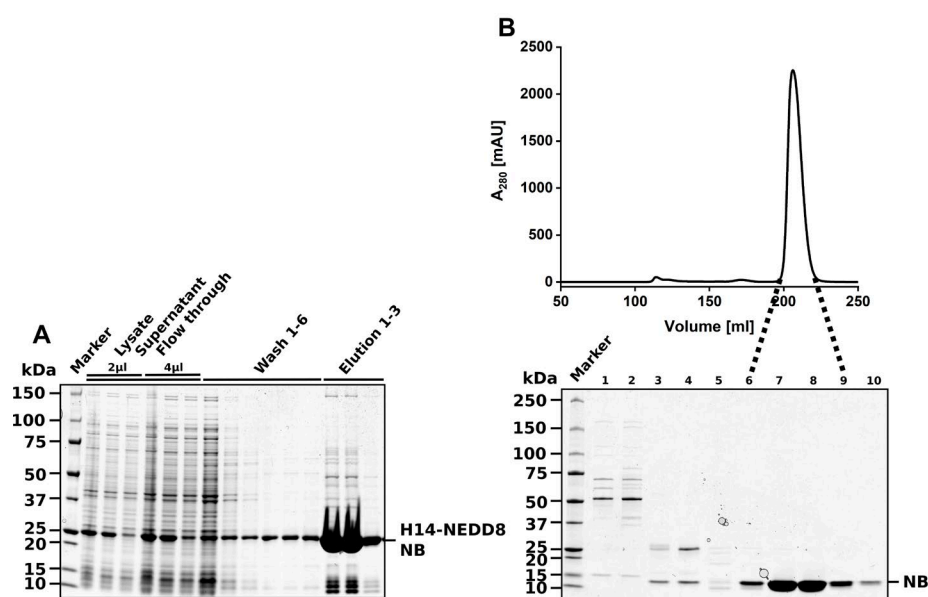 B
A₂₈₀ [mAU]
2500
2000
1500
1000
500
0
50 100 150 200 250
Volume [ml]
A
kDa
Marker
Lysate
Supernatant
Flow through
2µl 4µl
Wash 1-6
Elution 1-3
150
100
75
50
37
25
20
15
10
H14-NEDD8
NB
kDa
Marker
1 2 3 4 5 6 7 8 9 10
250
150
100
75
50
37
25
20
15
10
NB